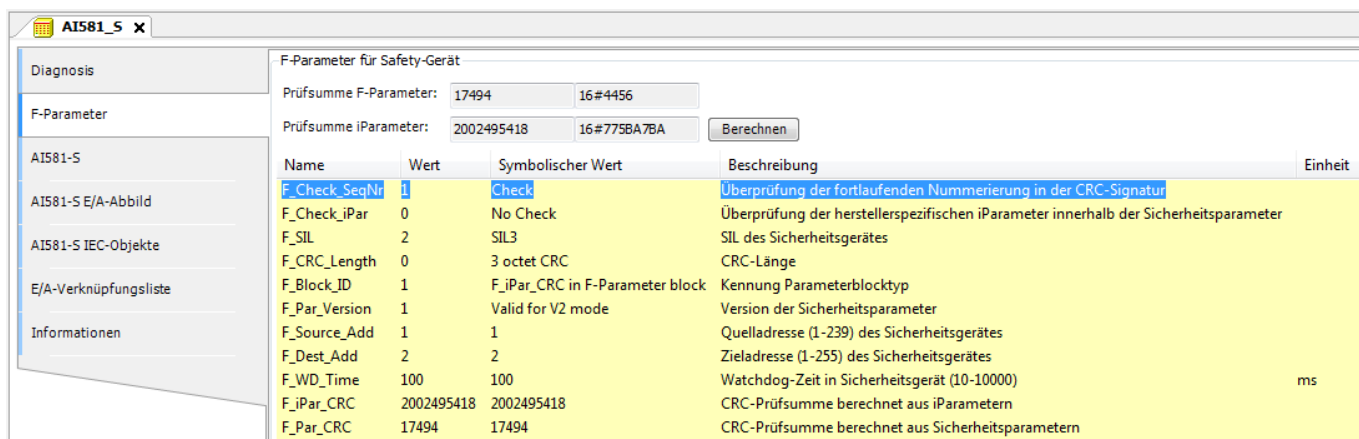 AI581_S X
Diagnosis
F-Parameter
AI581-S
AI581-S E/A-Abbild
AI581-S IEC-Objekte
E/A-Verknüpfungsliste
Informationen
F-Parameter für Safety-Gerät
Prüfsumme F-Parameter: 17494 16#4456
Prüfsumme iParameter: 2002495418 16#775BA7BA Berechnen
Name Wert Symbolischer Wert Beschreibung Einheit
F_Check_SeqNr 1 Check Überprüfung der fortlaufenden Nummerierung in der CRC-Signatur
F_Check_iPar 0 No Check Überprüfung der herstellerspezifischen iParameter innerhalb der Sicherheitsparameter
F_SIL 2 SIL3 SIL des Sicherheitsgerätes
F_CRC_Length 0 3 octet CRC CRC-Länge
F_Block_ID 1 F_iPar_CRC in F-Parameter block Kennung Parameterblocktyp
F_Par_Version 1 Valid for V2 mode Version der Sicherheitsparameter
F_Source_Add 1 1 Quelladresse (1-239) des Sicherheitsgerätes
F_Dest_Add 2 2 Zieladresse (1-255) des Sicherheitsgerätes
F_WD_Time 100 100 Watchdog-Zeit in Sicherheitsgerät (10-10000) ms
F_iPar_CRC 2002495418 2002495418 CRC-Prüfsumme berechnet aus iParametern
F_Par_CRC 17494 17494 CRC-Prüfsumme berechnet aus Sicherheitsparametern